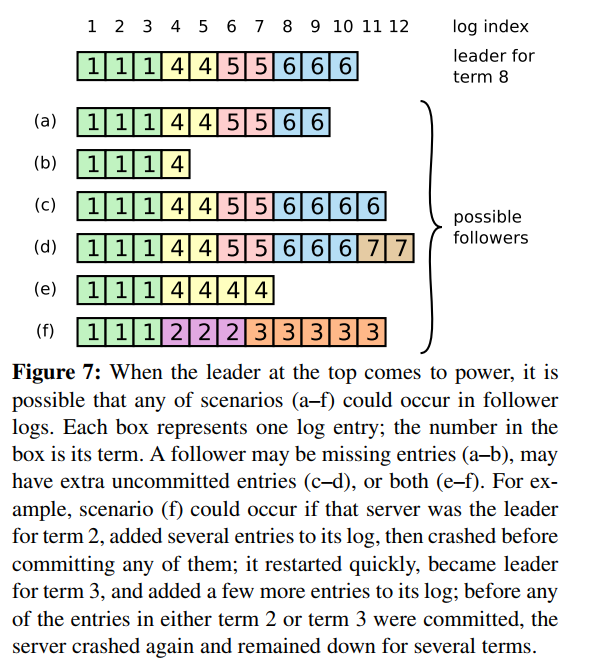 1 2 3 4 5 6 7 8 9 10 11 12 log index
1 1 1 4 4 5 5 6 6 6 leader for
term 8
(a) 1 1 1 4 4 5 5 6 6
(b) 1 1 1 4
(c) 1 1 1 4 4 5 5 6 6 6 6
(d) 1 1 1 4 4 5 5 6 6 6 7 7
possible
followers
(e) 1 1 1 4 4 4 4
(f) 1 1 1 2 2 2 3 3 3 3 3
Figure 7: When the leader at the top comes to power, it is
possible that any of scenarios (a–f) could occur in follower
logs. Each box represents one log entry; the number in the
box is its term. A follower may be missing entries (a–b), may
have extra uncommitted entries (c–d), or both (e–f). For ex-
ample, scenario (f) could occur if that server was the leader
for term 2, added several entries to its log, then crashed before
committing any of them; it restarted quickly, became leader
for term 3, and added a few more entries to its log; before any
of the entries in either term 2 or term 3 were committed, the
server crashed again and remained down for several terms.